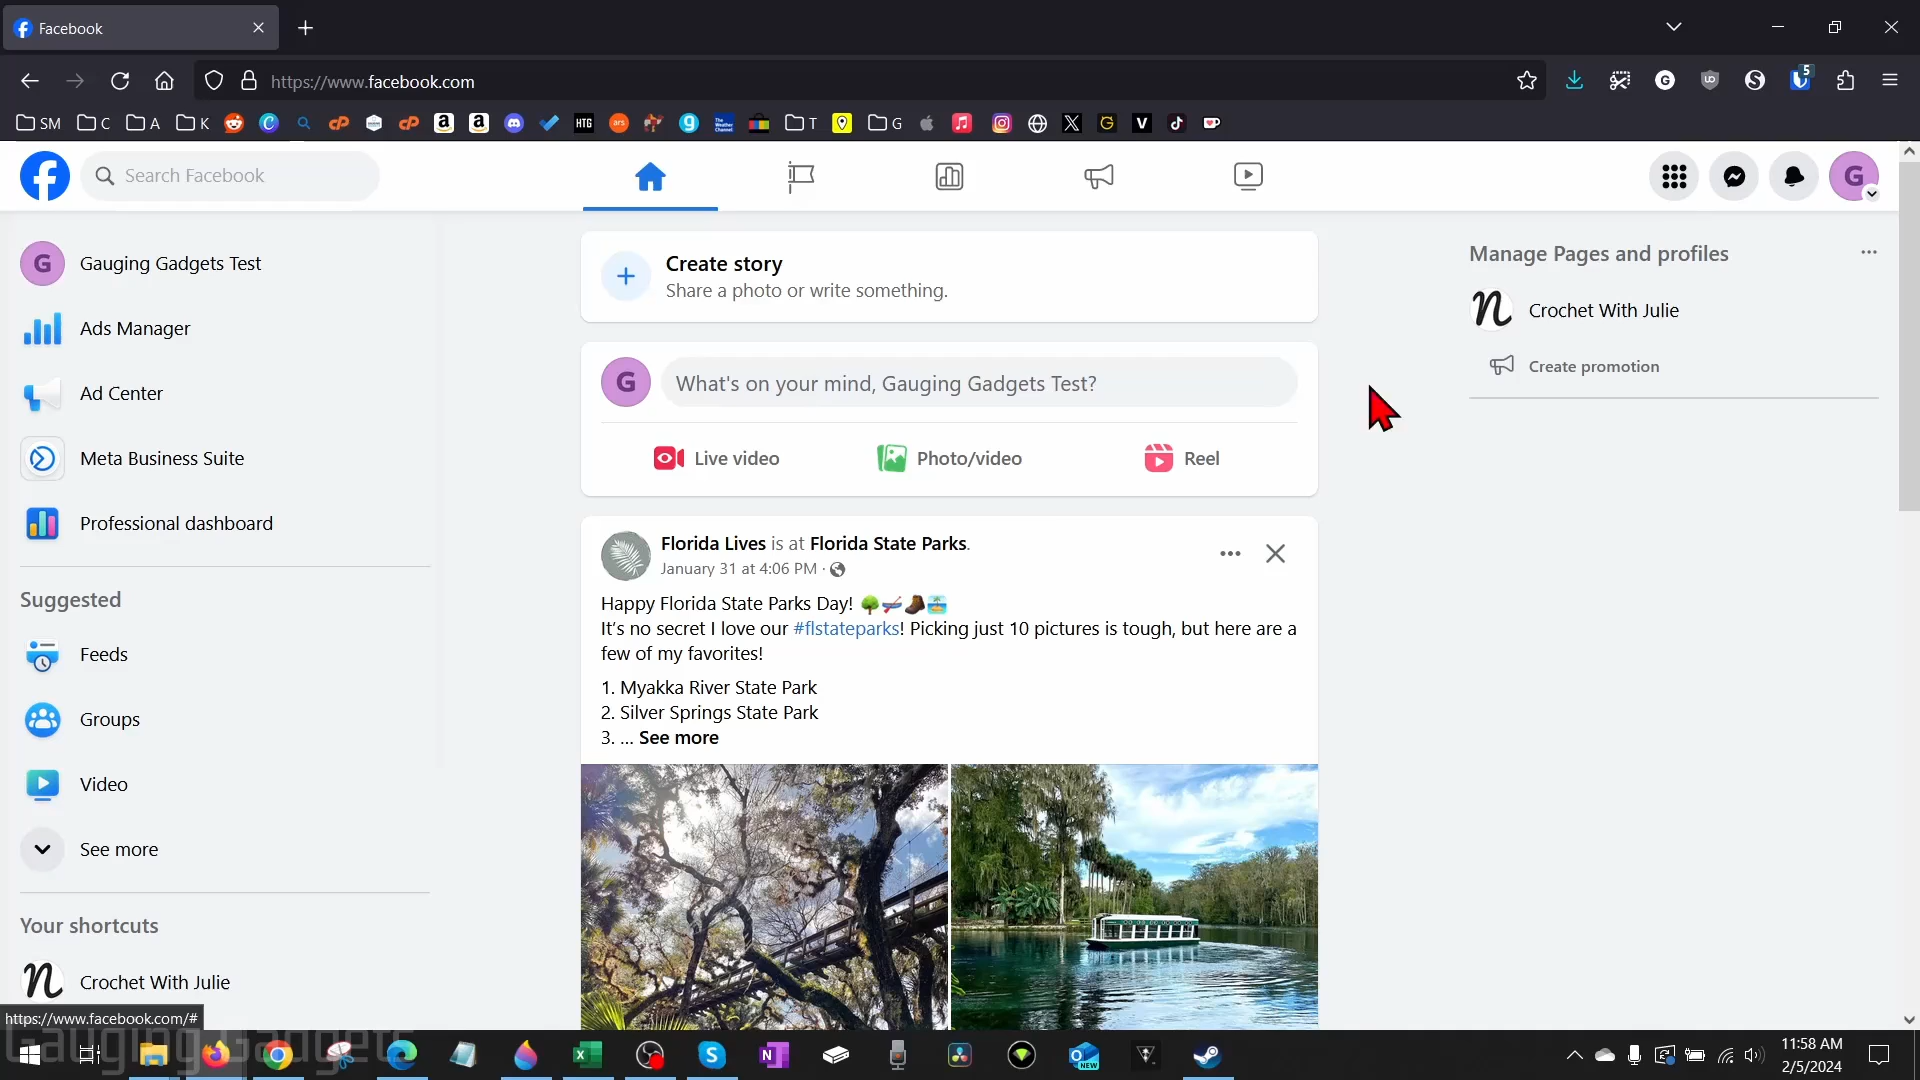 Facebook
https://www.facebook.com
SM
C
A
K
HTG
ars
T
G
V
5
Search Facebook
G
Gauging Gadgets Test
Ads Manager
Ad Center
Meta Business Suite
Professional dashboard
Suggested
Feeds
Groups
Video
See more
Your shortcuts
Crochet With Julie
https://www.facebook.com/#
Create story
Share a photo or write something.
G
What's on your mind, Gauging Gadgets Test?
Live video
Photo/video
Reel
Florida Lives is at Florida State Parks.
January 31 at 4:06 PM ·
Happy Florida State Parks Day! 🌳🛶🥾🏝️
It's no secret I love our #flstateparks! Picking just 10 pictures is tough, but here are a
few of my favorites!
1. Myakka River State Park
2. Silver Springs State Park
3. ... See more
G
Manage Pages and profiles
Crochet With Julie
Create promotion
Gauging Gadgets
NEW
11:58 AM
2/5/2024